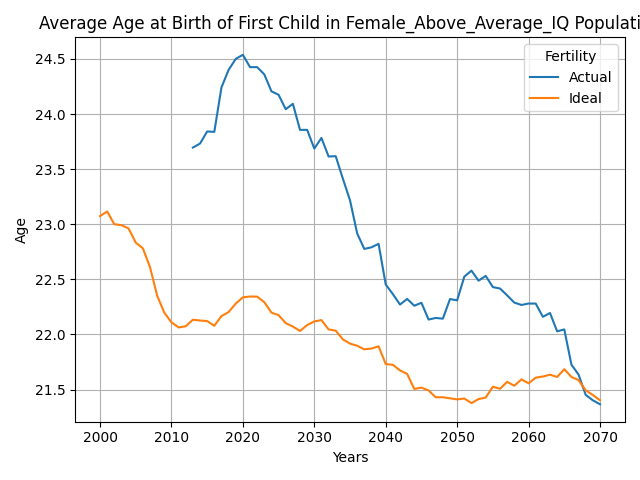 Average Age at Birth of First Child in Female_Above_Average_IQ Populati
Fertility
Actual
Ideal
24.5
24.0
23.5
23.0
22.5
22.0
21.5
Age
2000 2010 2020 2030 2040 2050 2060 2070
Years